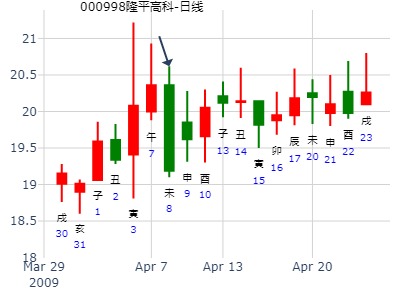 000998隆平高科-日线
21
20.5
20
19.5
19
18.5
18
戌
30
亥
31
子
1
丑
2
寅
3
午
7
未
8
申
9
酉
10
子
13
丑
14
寅
15
卯
16
辰
17
未
20
申
21
酉
22
戌
23
Mar 29
2009
Apr 7
Apr 13
Apr 20